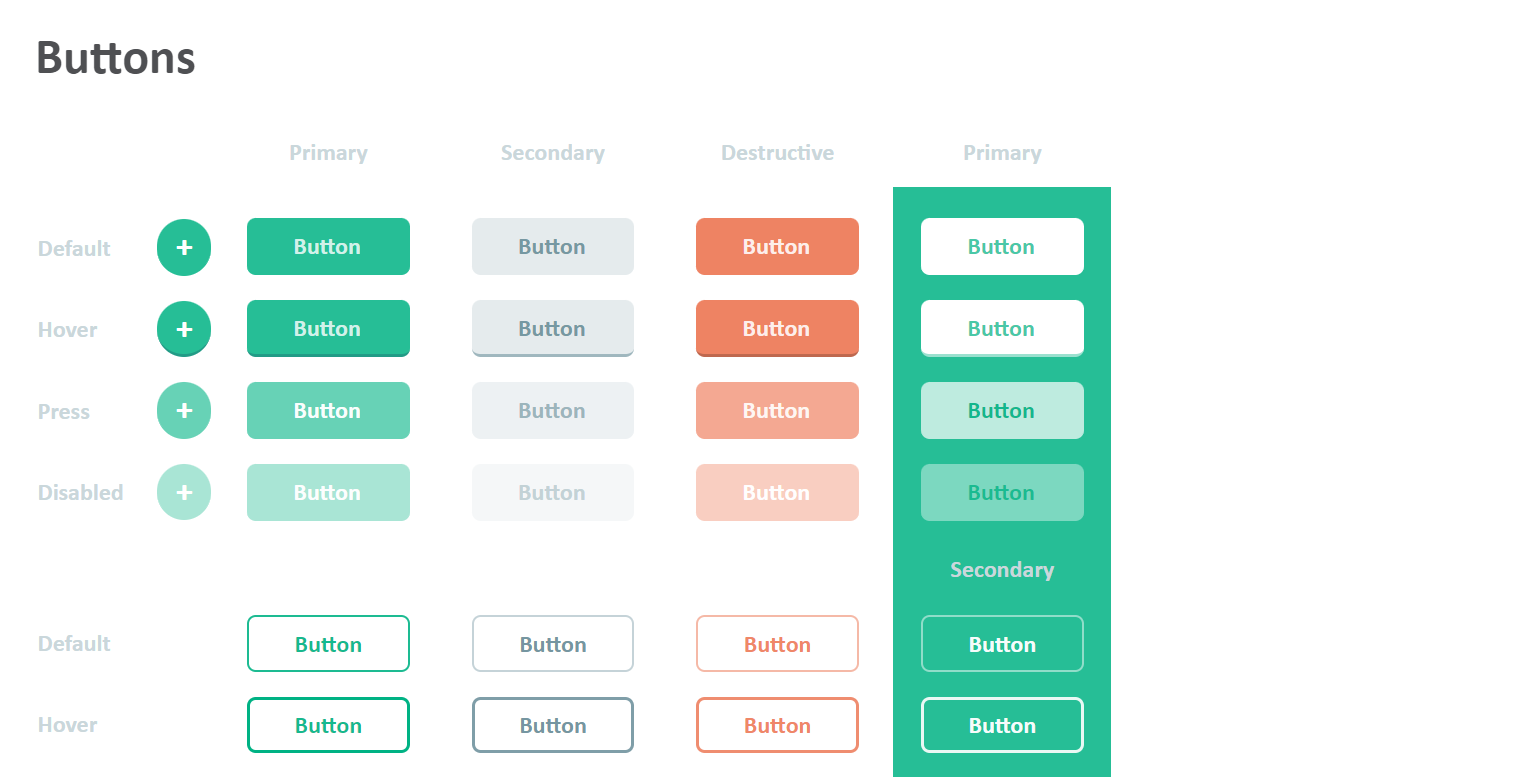 Buttons
Primary Secondary Destructive Primary
Default + Button Button Button Button
Hover + Button Button Button Button
Press + Button Button Button Button
Disabled + Button Button Button Button
Secondary
Default Button Button Button Button
Hover Button Button Button Button